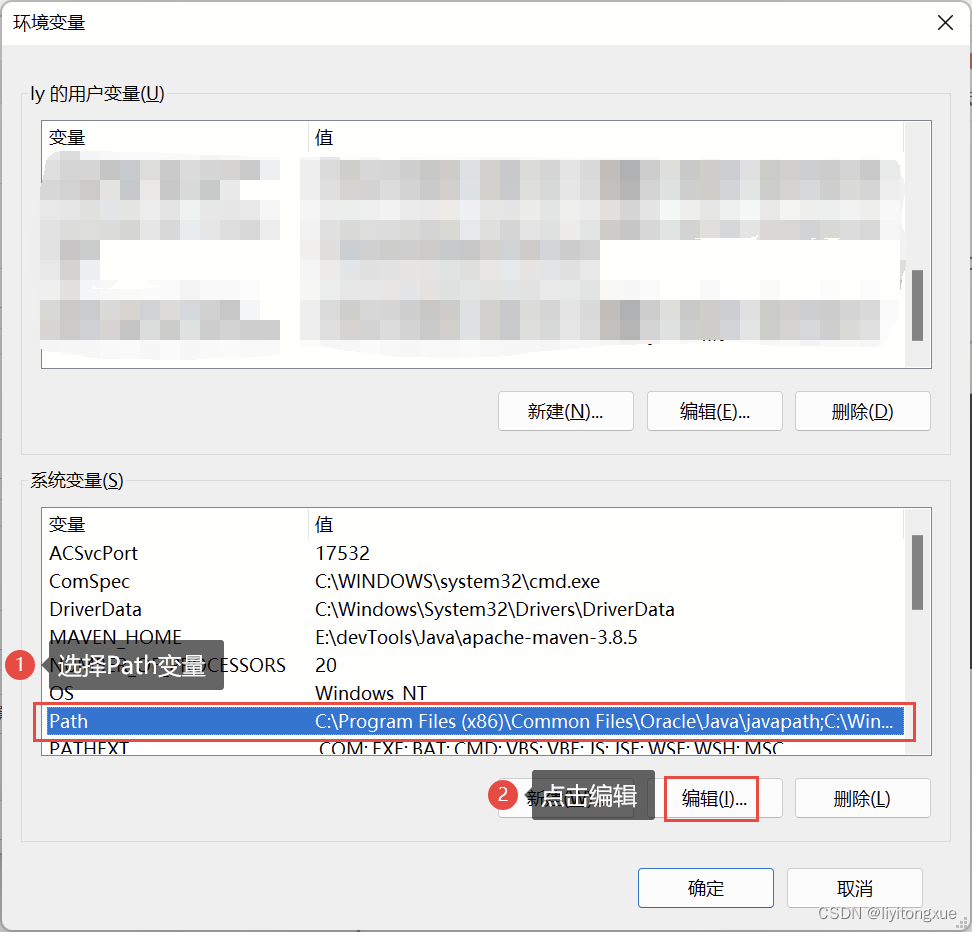 环境变量
ly 的用户变量(U)
变量 值
新建(N)... 编辑(E)... 删除(D)
系统变量(S)
变量 值
ACSvcPort 17532
ComSpec C:\WINDOWS\system32\cmd.exe
DriverData C:\Windows\System32\Drivers\DriverData
MAVEN_HOME E:\devTools\Java\apache-maven-3.8.5
1 选择Path变量
CESSORS 20
OS Windows_NT
Path C:\Program Files (x86)\Common Files\Oracle\Java\javapath;C:\Win...
PATHEXT .COM;.EXE;.BAT;.CMD;.VBS;.VBE;.JS;.JSE;.WSF;.WSH;.MSC
2 点击编辑 编辑(I)... 删除(L)
确定 取消
CSDN @liyitongxue